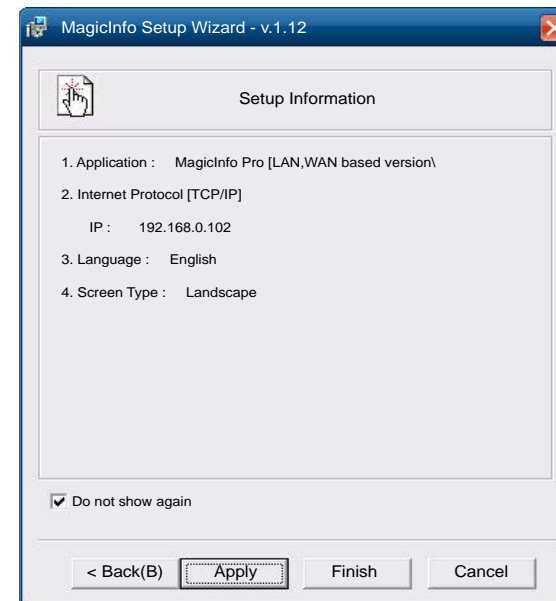 MagicInfo Setup Wizard - v.1.12
Setup Information
1. Application : MagicInfo Pro [LAN,WAN based version\
2. Internet Protocol [TCP/IP]
IP : 192.168.0.102
3. Language : English
4. Screen Type : Landscape
Do not show again
< Back(B) Apply Finish Cancel